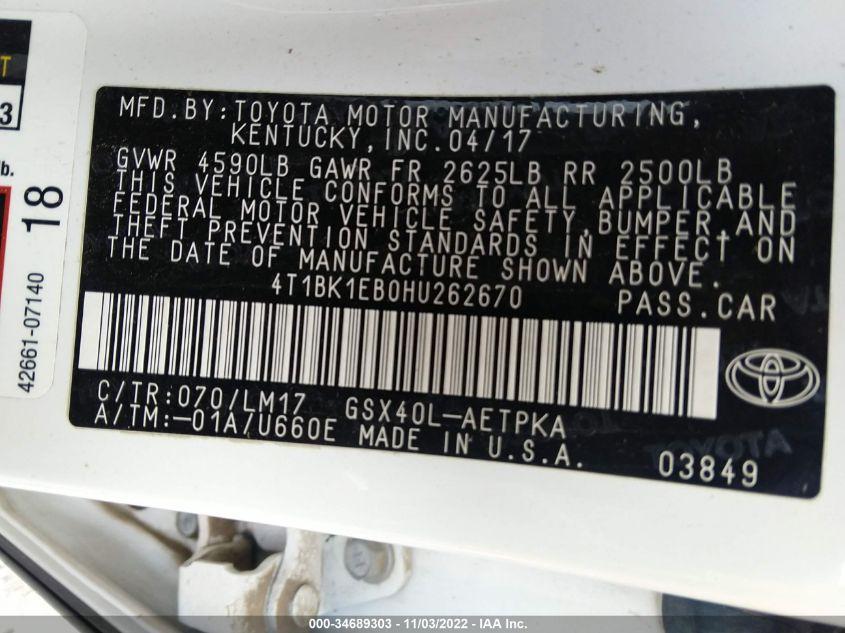 T
3
b.
18
42661-07140
MFD.BY:TOYOTA MOTOR MANUFACTURING,
KENTUCKY,INC.04/17
GVWR 4590LB GAWR FR 2625LB RR 2500LB
THIS VEHICLE CONFORMS TO ALL APPLICABLE
FEDERAL MOTOR VEHICLE SAFETY,BUMPER,AND
THEFT PREVENTION STANDARDS IN EFFECT ON
THE DATE OF MANUFACTURE SHOWN ABOVE.
4T1BK1EB0HU262670 PASS.CAR
C/TR:070/LM17 GSX40L-AETPKA
A/TM:-01A/U660E MADE IN U.S.A.
03849
TOYOTA
000-34689303 - 11/03/2022 - IAA Inc.